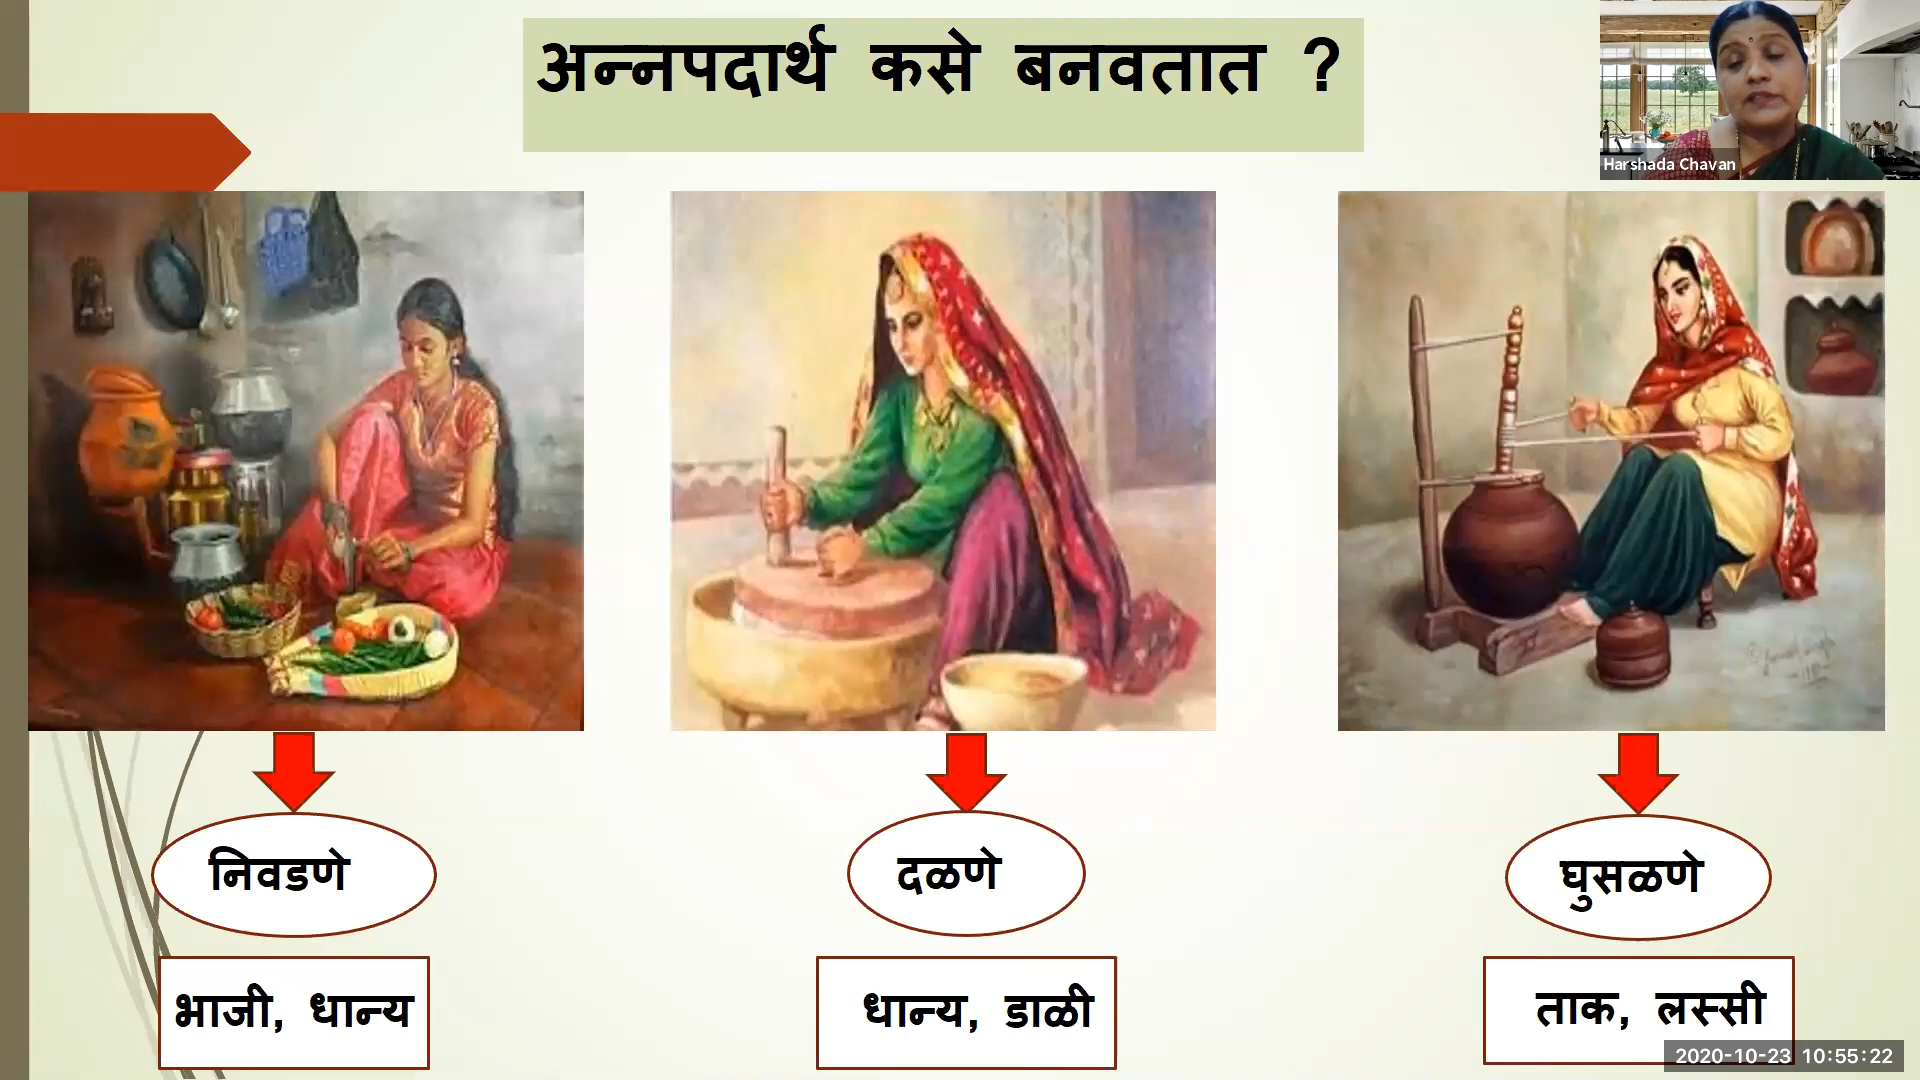 अन्नपदार्थ कसे बनवतात ?
Harshada Chavan
निवडणे
दळणे
घुसळणे
भाजी, धान्य
धान्य, डाळी
ताक, लस्सी
2020-10-23 10:55:22